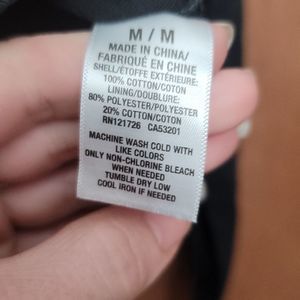 M / M
MADE IN CHINA/
FABRIQUÉ EN CHINE
SHELL/ÉTOFFE EXTÉRIEURE:
100% COTTON/COTON
LINING/DOUBLURE:
80% POLYESTER/POLYESTER
20% COTTON/COTON
RN121726 CA53201
MACHINE WASH COLD WITH
LIKE COLORS
ONLY NON-CHLORINE BLEACH
WHEN NEEDED
TUMBLE DRY LOW
COOL IRON IF NEEDED